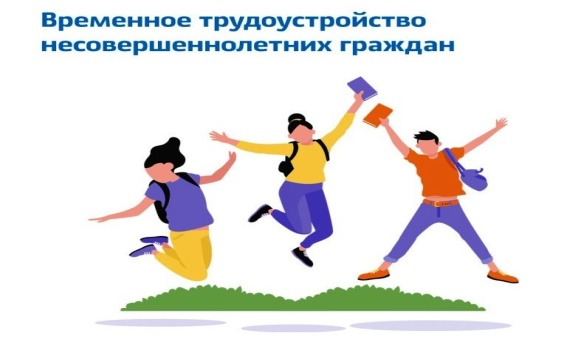 Временное трудоустройство
несовершеннолетних граждан